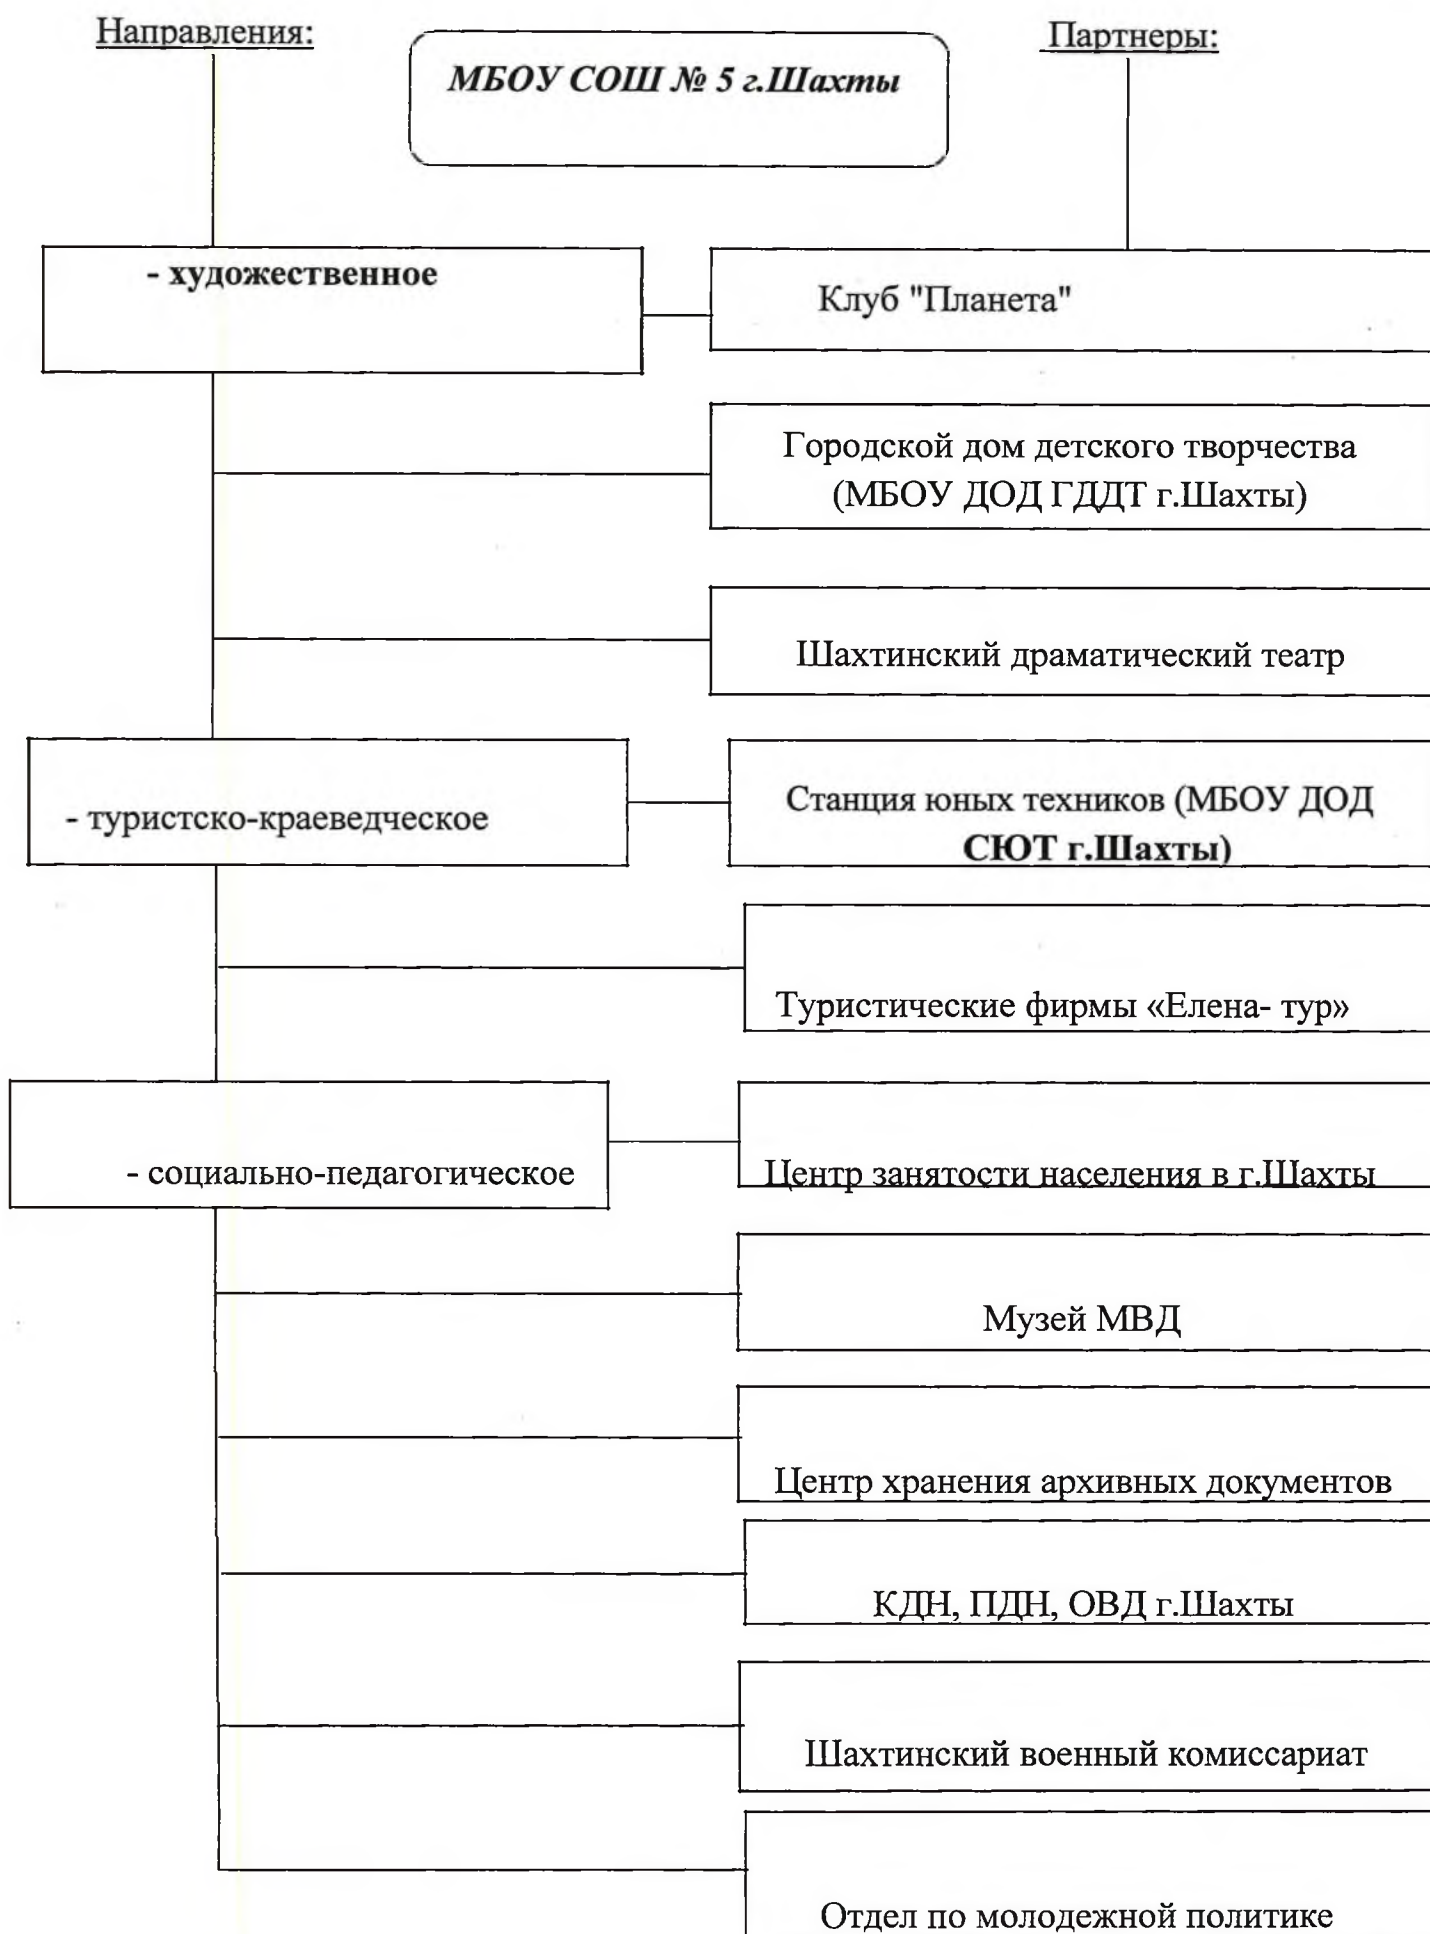 Направления:
МБОУ СОШ № 5 г.Шахты
Партнеры:
- художественное
Клуб "Планета"
Городской дом детского творчества
(МБОУ ДОД ГДДТ г.Шахты)
Шахтинский драматический театр
- туристско-краеведческое
Станция юных техников (МБОУ ДОД
СЮТ г.Шахты)
Туристические фирмы «Елена- тур»
- социально-педагогическое
Центр занятости населения в г.Шахты
Музей МВД
Центр хранения архивных документов
КДН, ПДН, ОВД г.Шахты
Шахтинский военный комиссариат
Отдел по молодежной политике